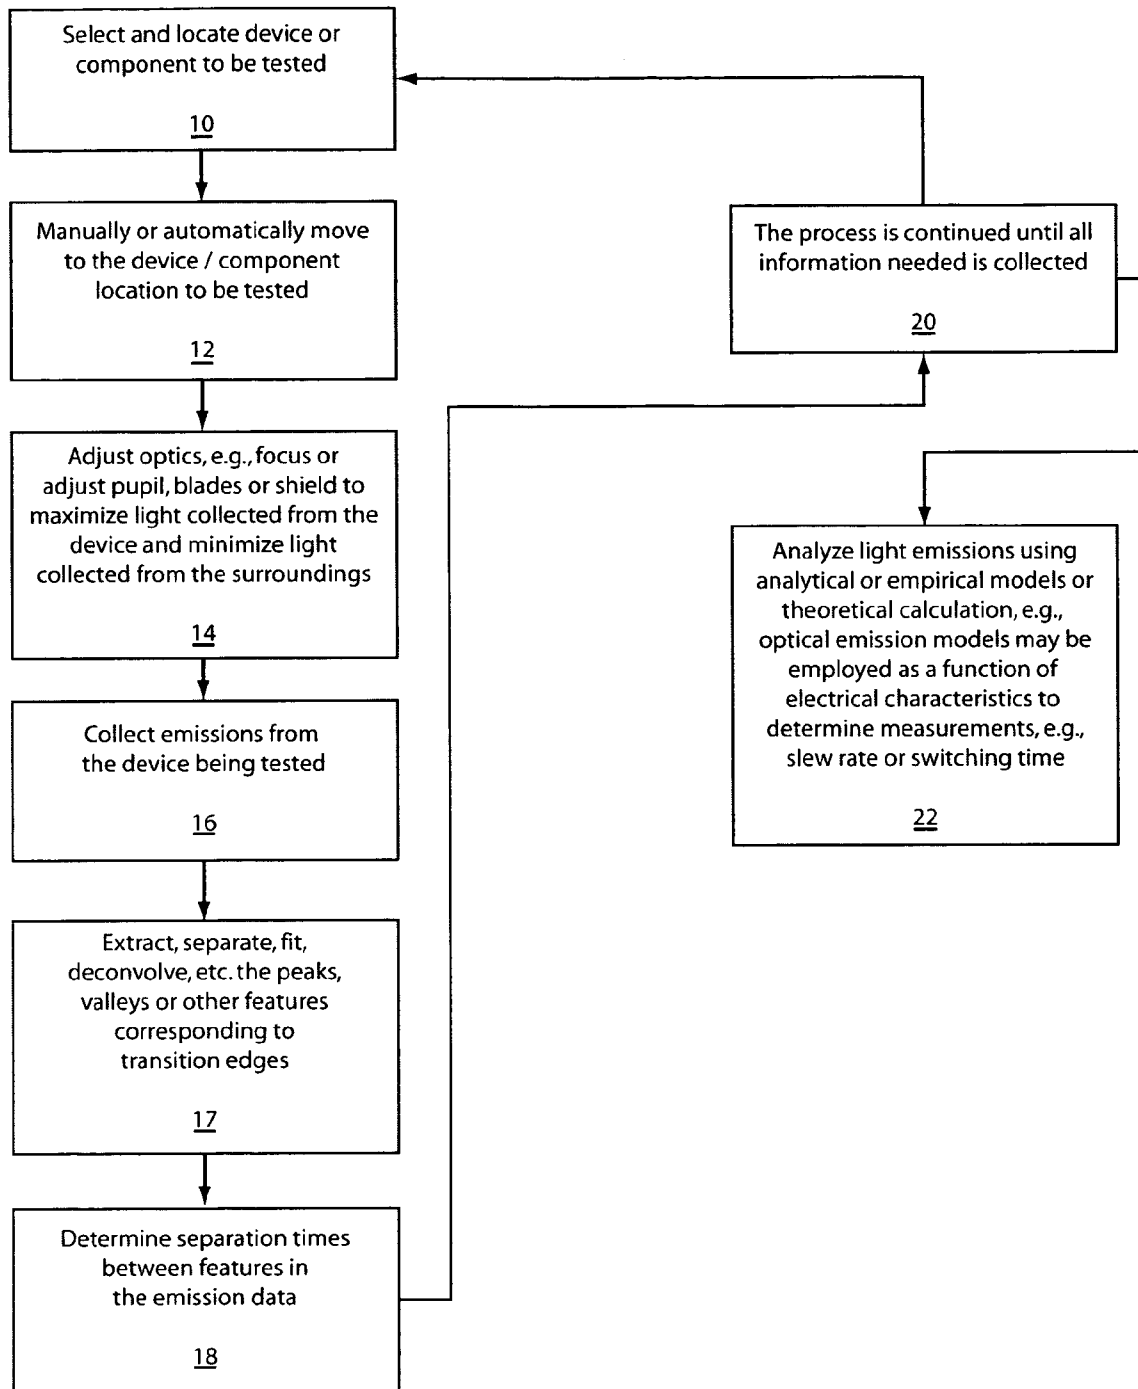 Select and locate device or
component to be tested
10
Manually or automatically move
to the device / component
location to be tested
12
Adjust optics, e.g., focus or
adjust pupil, blades or shield to
maximize light collected from the
device and minimize light
collected from the surroundings
14
Collect emissions from
the device being tested
16
Extract, separate, fit,
deconvolve, etc. the peaks,
valleys or other features
corresponding to
transition edges
17
Determine separation times
between features in
the emission data
18
The process is continued until all
information needed is collected
20
Analyze light emissions using
analytical or empirical models or
theoretical calculation, e.g.,
optical emission models may be
employed as a function of
electrical characteristics to
determine measurements, e.g.,
slew rate or switching time
22